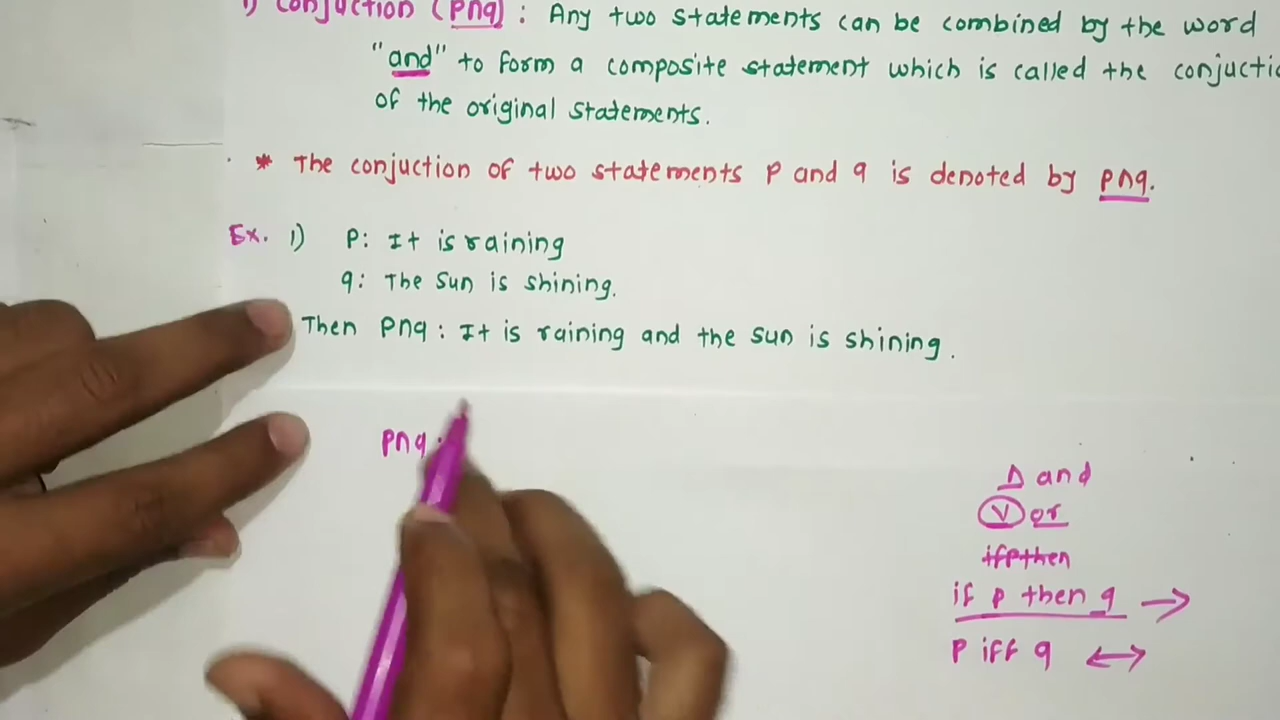 1) Conjuction (p∧q) : Any two statements can be combined by the word
"and" to form a composite statement which is called the conjuctio
of the original statements.
* The conjuction of two statements p and q is denoted by p∧q.
Ex. 1) P: It is raining
q: The Sun is shining.
Then p∧q: It is raining and the sun is shining.
p∧q:
∧ and
∨ or
if p then
if p then q →
P iff q ↔